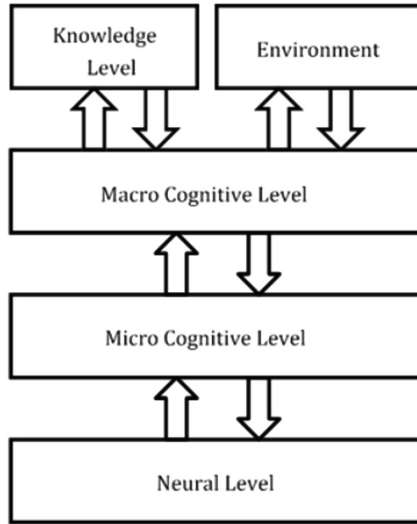 Knowledge
Level
Environment
Macro Cognitive Level
Micro Cognitive Level
Neural Level